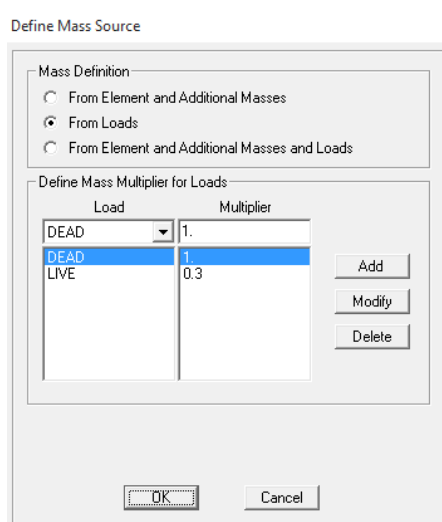 Define Mass Source
Mass Definition
From Element and Additional Masses
From Loads
From Element and Additional Masses and Loads
Define Mass Multiplier for Loads
Load Multiplier
DEAD 1.
DEAD 1.
LIVE 0.3
Add
Modify
Delete
OK Cancel